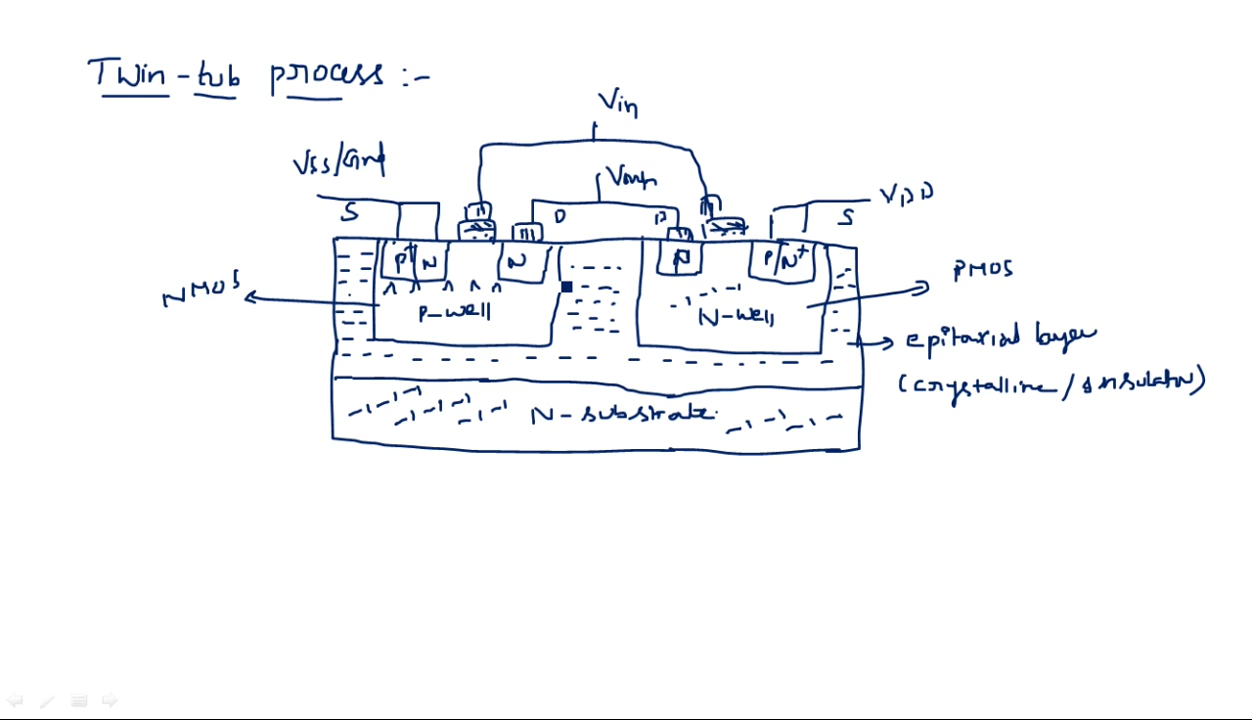 Twin-tub process :-
Vin
Vss/Gnd
Vout
VDD
S
D
D
S
P+
N
N
P
P/N+
NMOS
PMOS
P-well
N-well
epitaxial layer
(crystalline/insulator)
N-substrate